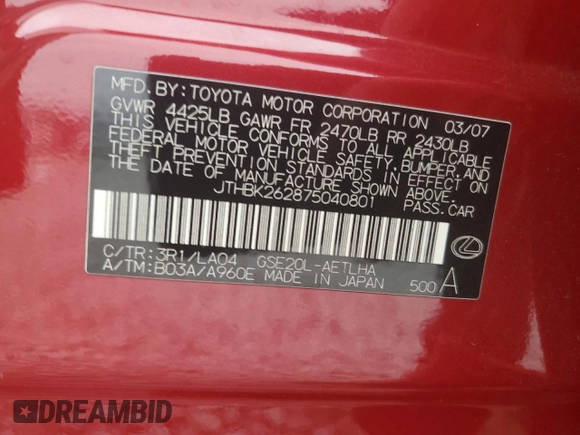 MFD. BY: TOYOTA MOTOR CORPORATION 03/07
GVWR 4425LB GAWR FR 2470LB RR 2430LB
THIS VEHICLE CONFORMS TO ALL APPLICABLE
FEDERAL MOTOR VEHICLE SAFETY, BUMPER, AND
THEFT PREVENTION STANDARDS IN EFFECT ON
THE DATE OF MANUFACTURE SHOWN ABOVE.
JTHBK262875040801 PASS. CAR
C/TR: 3R1/LA04 GSE20L-AETLHA
A/TM: B03A/A960E MADE IN JAPAN 500 A
DREAMBID